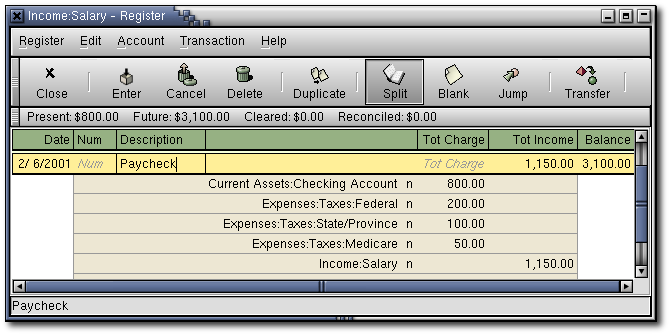 Income:Salary - Register
Register Edit Account Transaction Help
Close Enter Cancel Delete Duplicate Split Blank Jump Transfer
Present: $800.00 Future: $3,100.00 Cleared: $0.00 Reconciled: $0.00
Date Num Description Tot Charge Tot Income Balance
2/ 6/2001 Num Paycheck Tot Charge 1,150.00 3,100.00
Current Assets:Checking Account n 800.00
Expenses:Taxes:Federal n 200.00
Expenses:Taxes:State/Province n 100.00
Expenses:Taxes:Medicare n 50.00
Income:Salary n 1,150.00
Paycheck